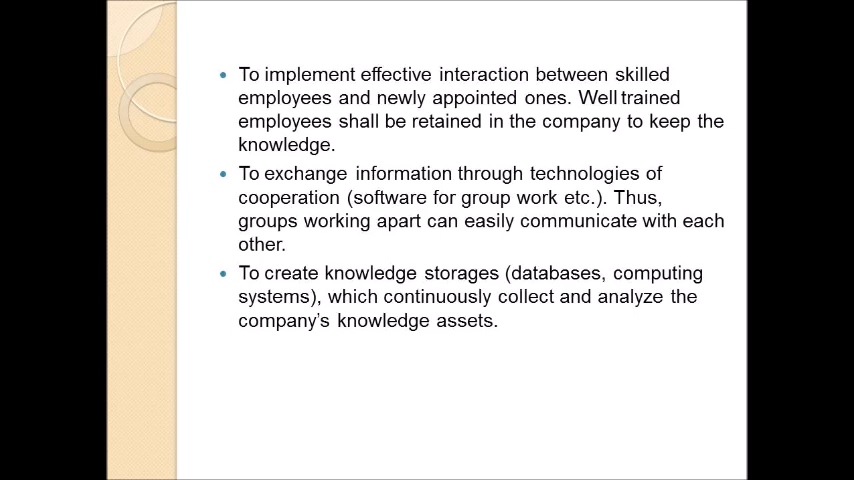 To implement effective interaction between skilled
employees and newly appointed ones. Well trained
employees shall be retained in the company to keep the
knowledge.
To exchange information through technologies of
cooperation (software for group work etc.). Thus,
groups working apart can easily communicate with each
other.
To create knowledge storages (databases, computing
systems), which continuously collect and analyze the
company's knowledge assets.